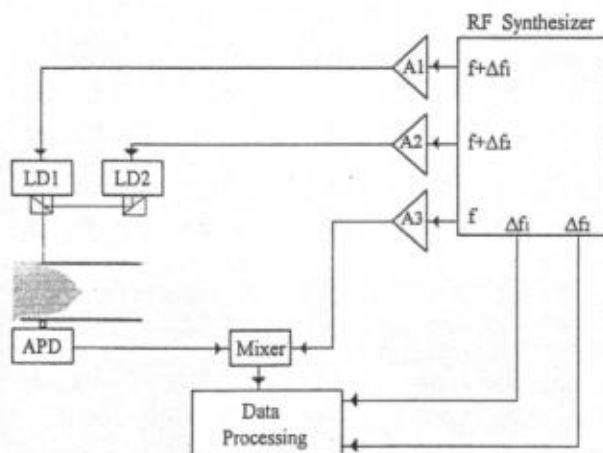 RF Synthesizer
A1
f+Δf1
A2
f+Δf2
LD1
LD2
A3
f
Δf1
Δf2
APD
Mixer
Data
Processing